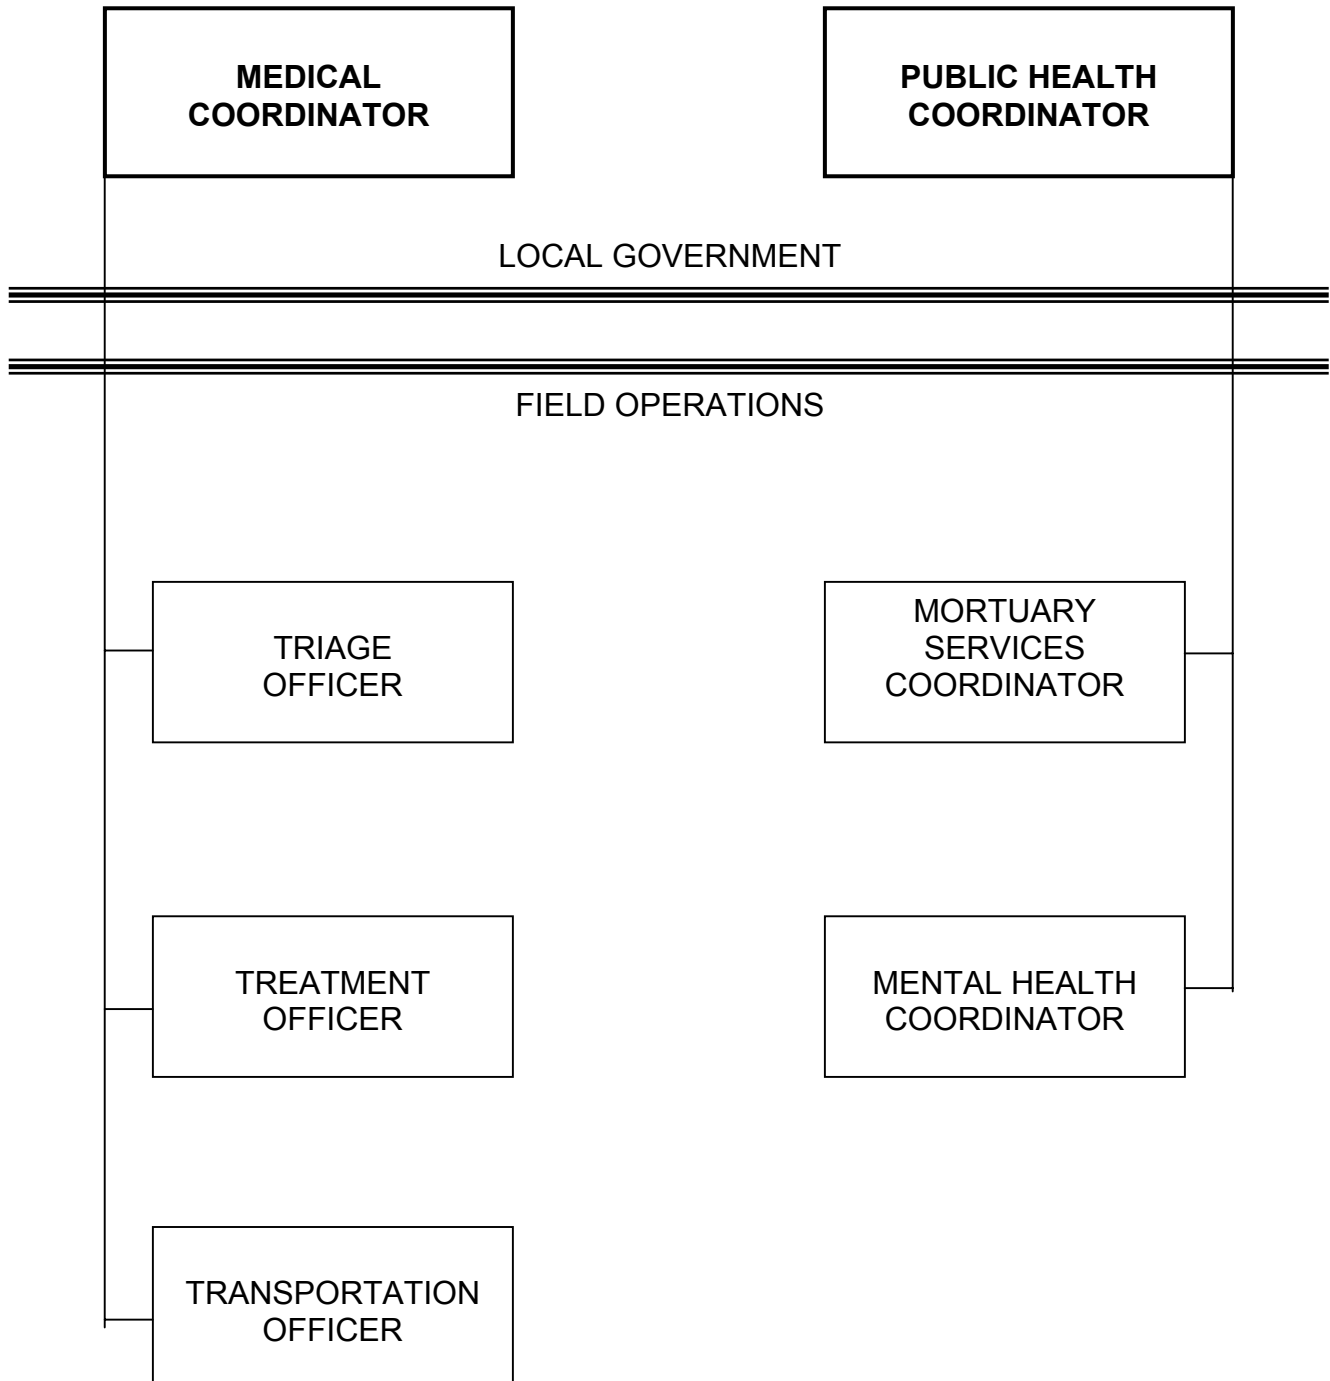 MEDICAL
COORDINATOR
PUBLIC HEALTH
COORDINATOR
LOCAL GOVERNMENT
FIELD OPERATIONS
TRIAGE
OFFICER
MORTUARY
SERVICES
COORDINATOR
TREATMENT
OFFICER
MENTAL HEALTH
COORDINATOR
TRANSPORTATION
OFFICER